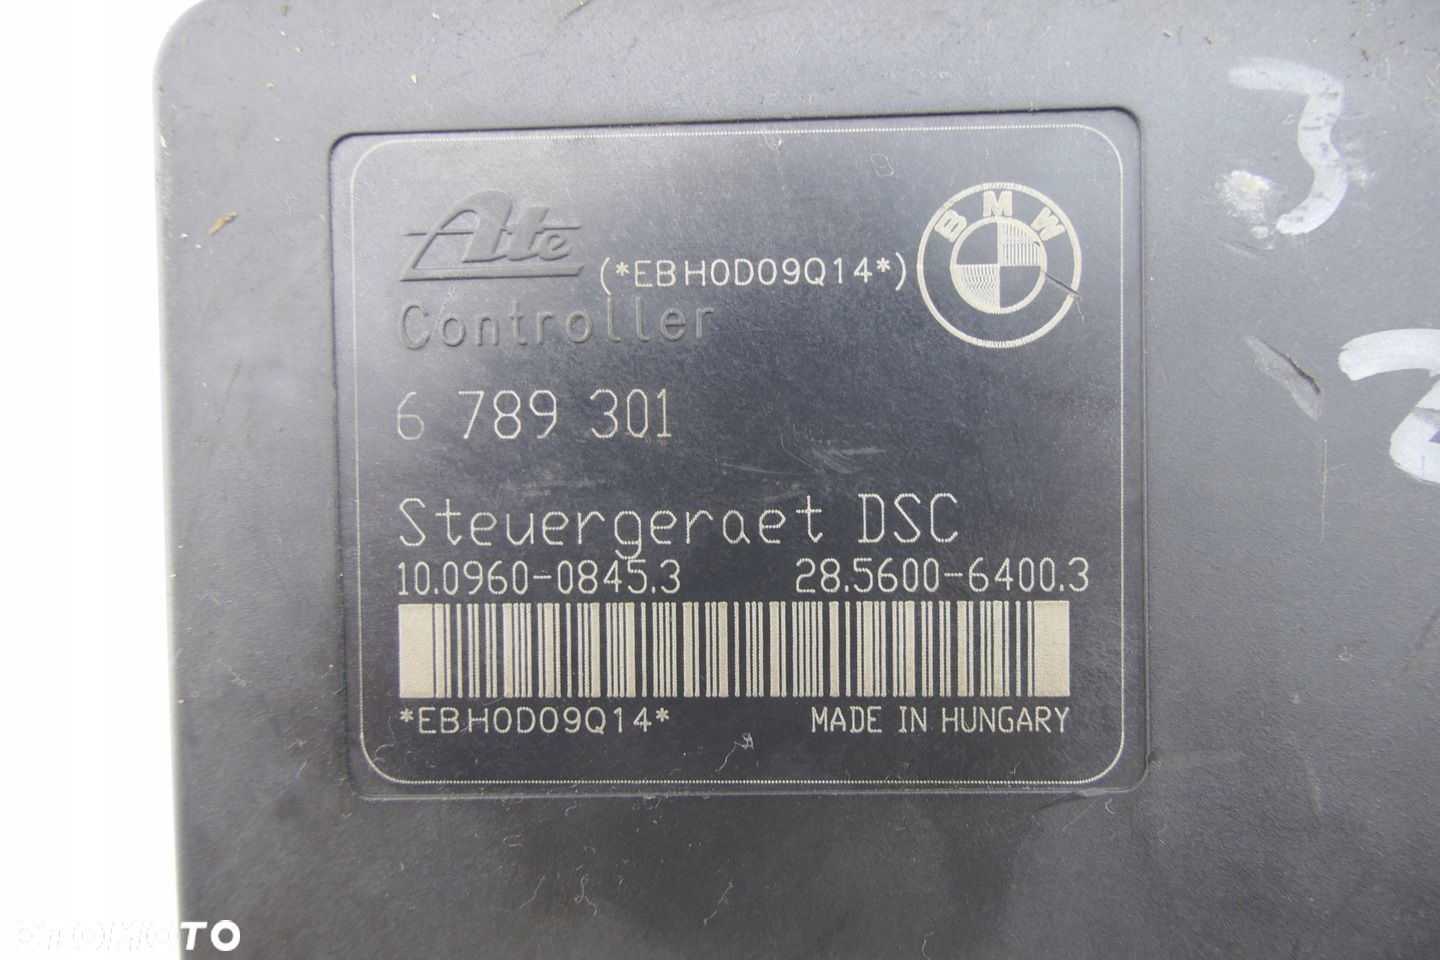 Ate
(*EBH0D09Q14*)
BMW
Controller
6 789 301
Steuergeraet DSC
10.0960-0845.3 28.5600-6400.3
*EBH0D09Q14*
MADE IN HUNGARY
3
OTOMOTO